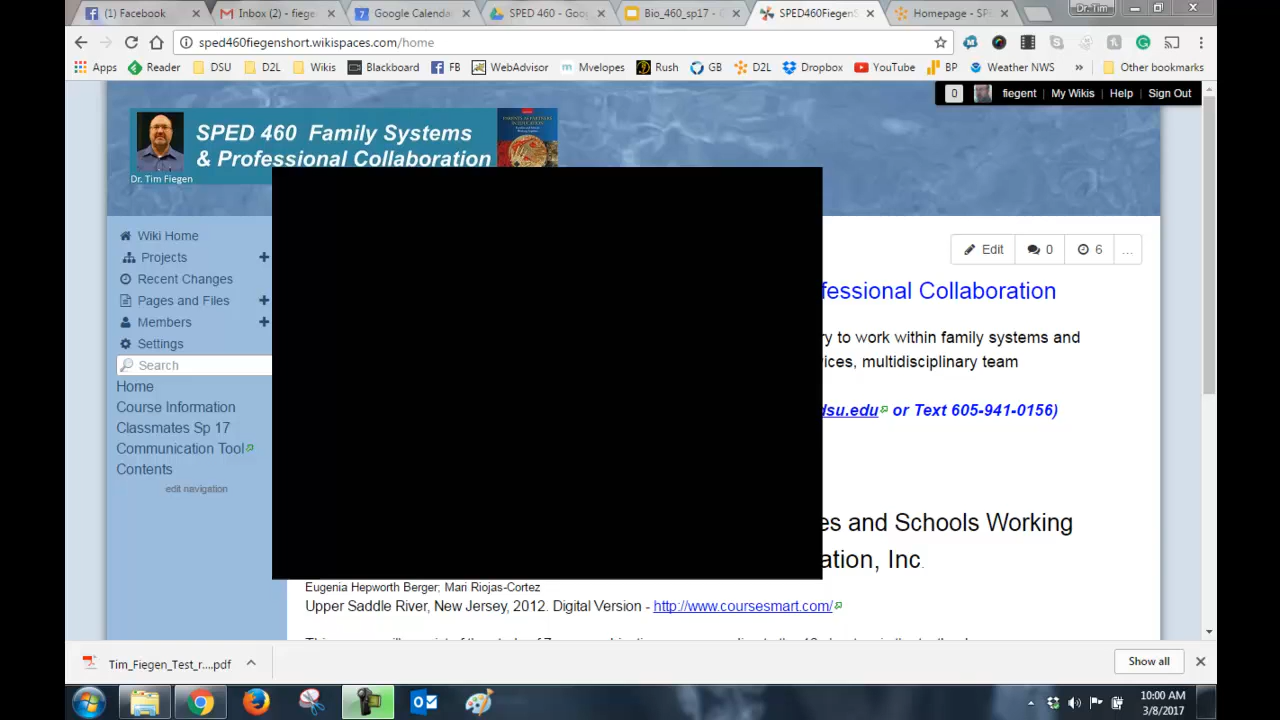 (1) Facebook
Inbox (2) - fiege
7 Google Calenda
SPED 460 - Goog
Bio_460_sp17 - G
SPED460FiegenS
Homepage - SPE
Dr. Tim
sped460fiegenshort.wikispaces.com/home
Apps
Reader
DSU
D2L
Wikis
Blackboard
FB
WebAdvisor
Mvelopes
Rush
GB
D2L
Dropbox
YouTube
BP
Weather NWS
»
Other bookmarks
0 fiegent My Wikis Help Sign Out
SPED 460 Family Systems
& Professional Collaboration
Dr. Tim Fiegen
Wiki Home
Projects
Recent Changes
Pages and Files
Members
Settings
Search
Home
Course Information
Classmates Sp 17
Communication Tool
Contents
edit navigation
Edit 0 6 ...
fessional Collaboration
ry to work within family systems and
vices, multidisciplinary team
dsu.edu or Text 605-941-0156)
es and Schools Working
ation, Inc.
Eugenia Hepworth Berger; Mari Riojas-Cortez
Upper Saddle River, New Jersey, 2012. Digital Version - http://www.coursesmart.com/
Tim_Fiegen_Test_r....pdf
Show all
10:00 AM
3/8/2017